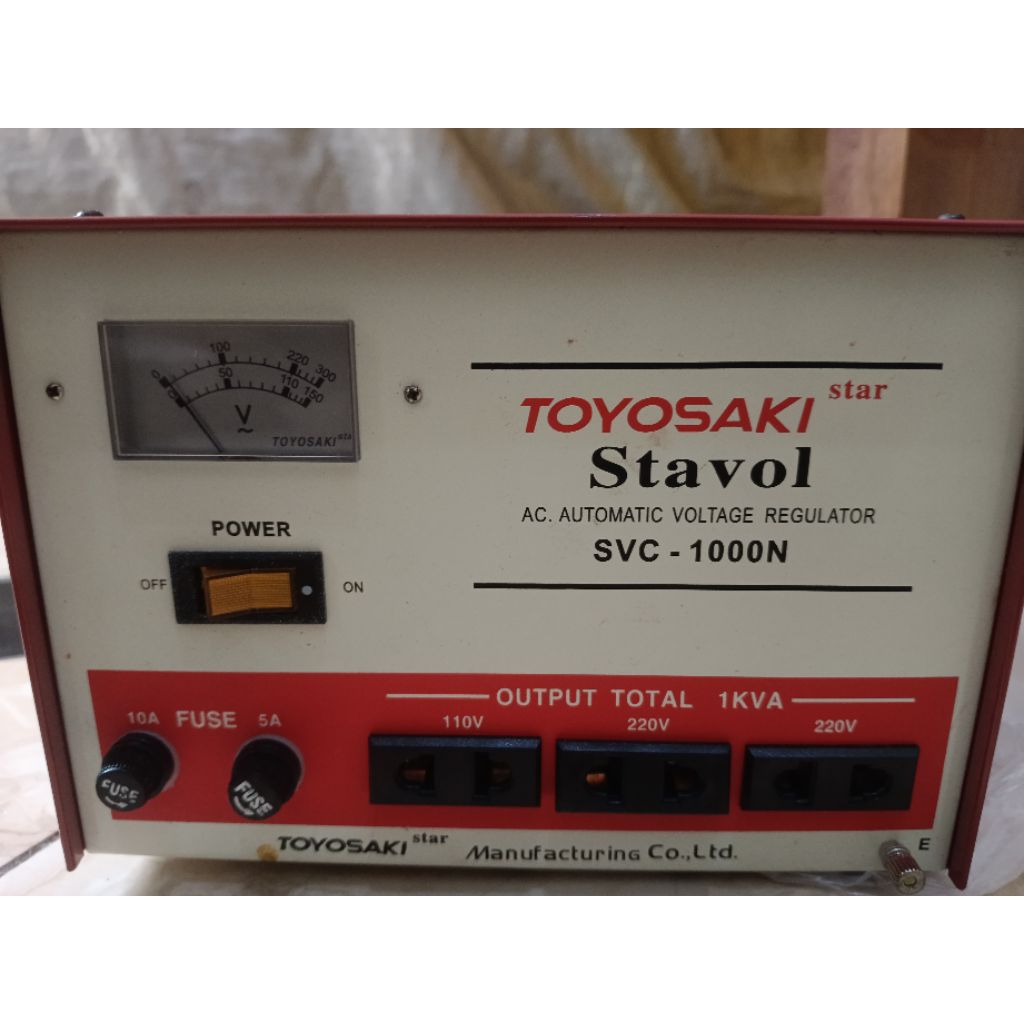 0 100 220 300
0 50 110 150
V
~
TOYOSAKI
POWER
OFF ON
TOYOSAKI star
Stavol
AC. AUTOMATIC VOLTAGE REGULATOR
SVC - 1000N
OUTPUT TOTAL 1KVA
10A FUSE 5A
110V 220V 220V
FUSE
FUSE
TOYOSAKI star Manufacturing Co.,Ltd.
E